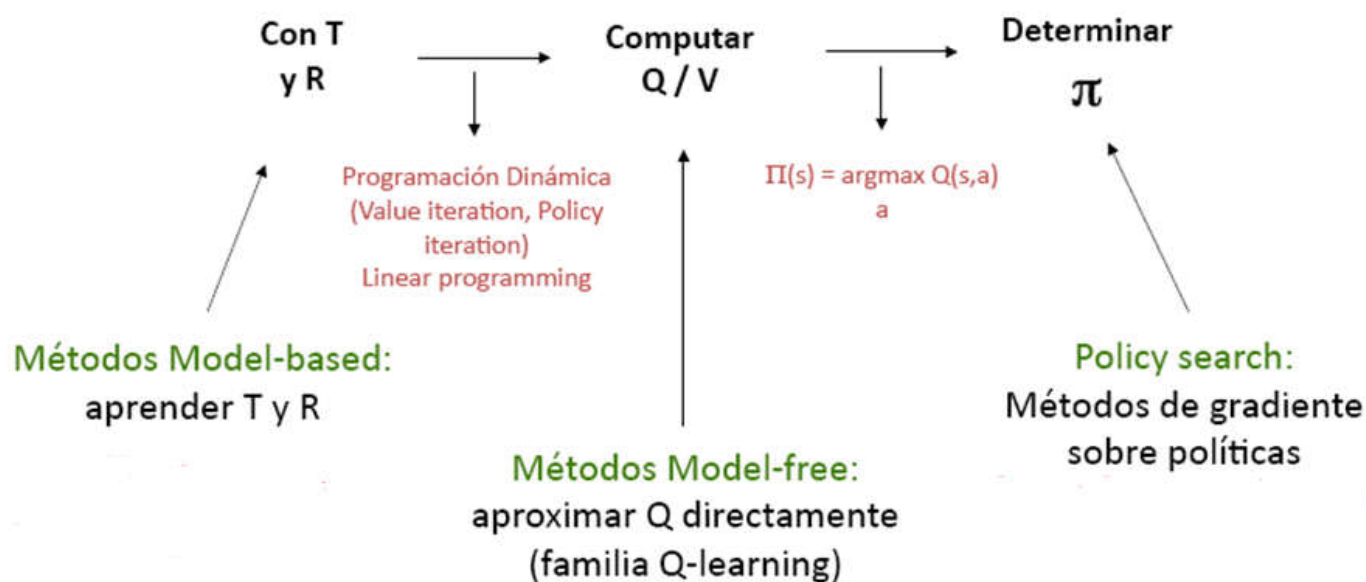 Con T
y R
Computar
Q / V
Determinar
π
Programación Dinámica
(Value iteration, Policy
iteration)
Linear programming
Π(s) = argmax Q(s,a)
a
Métodos Model-based:
aprender T y R
Métodos Model-free:
aproximar Q directamente
(familia Q-learning)
Policy search:
Métodos de gradiente
sobre políticas